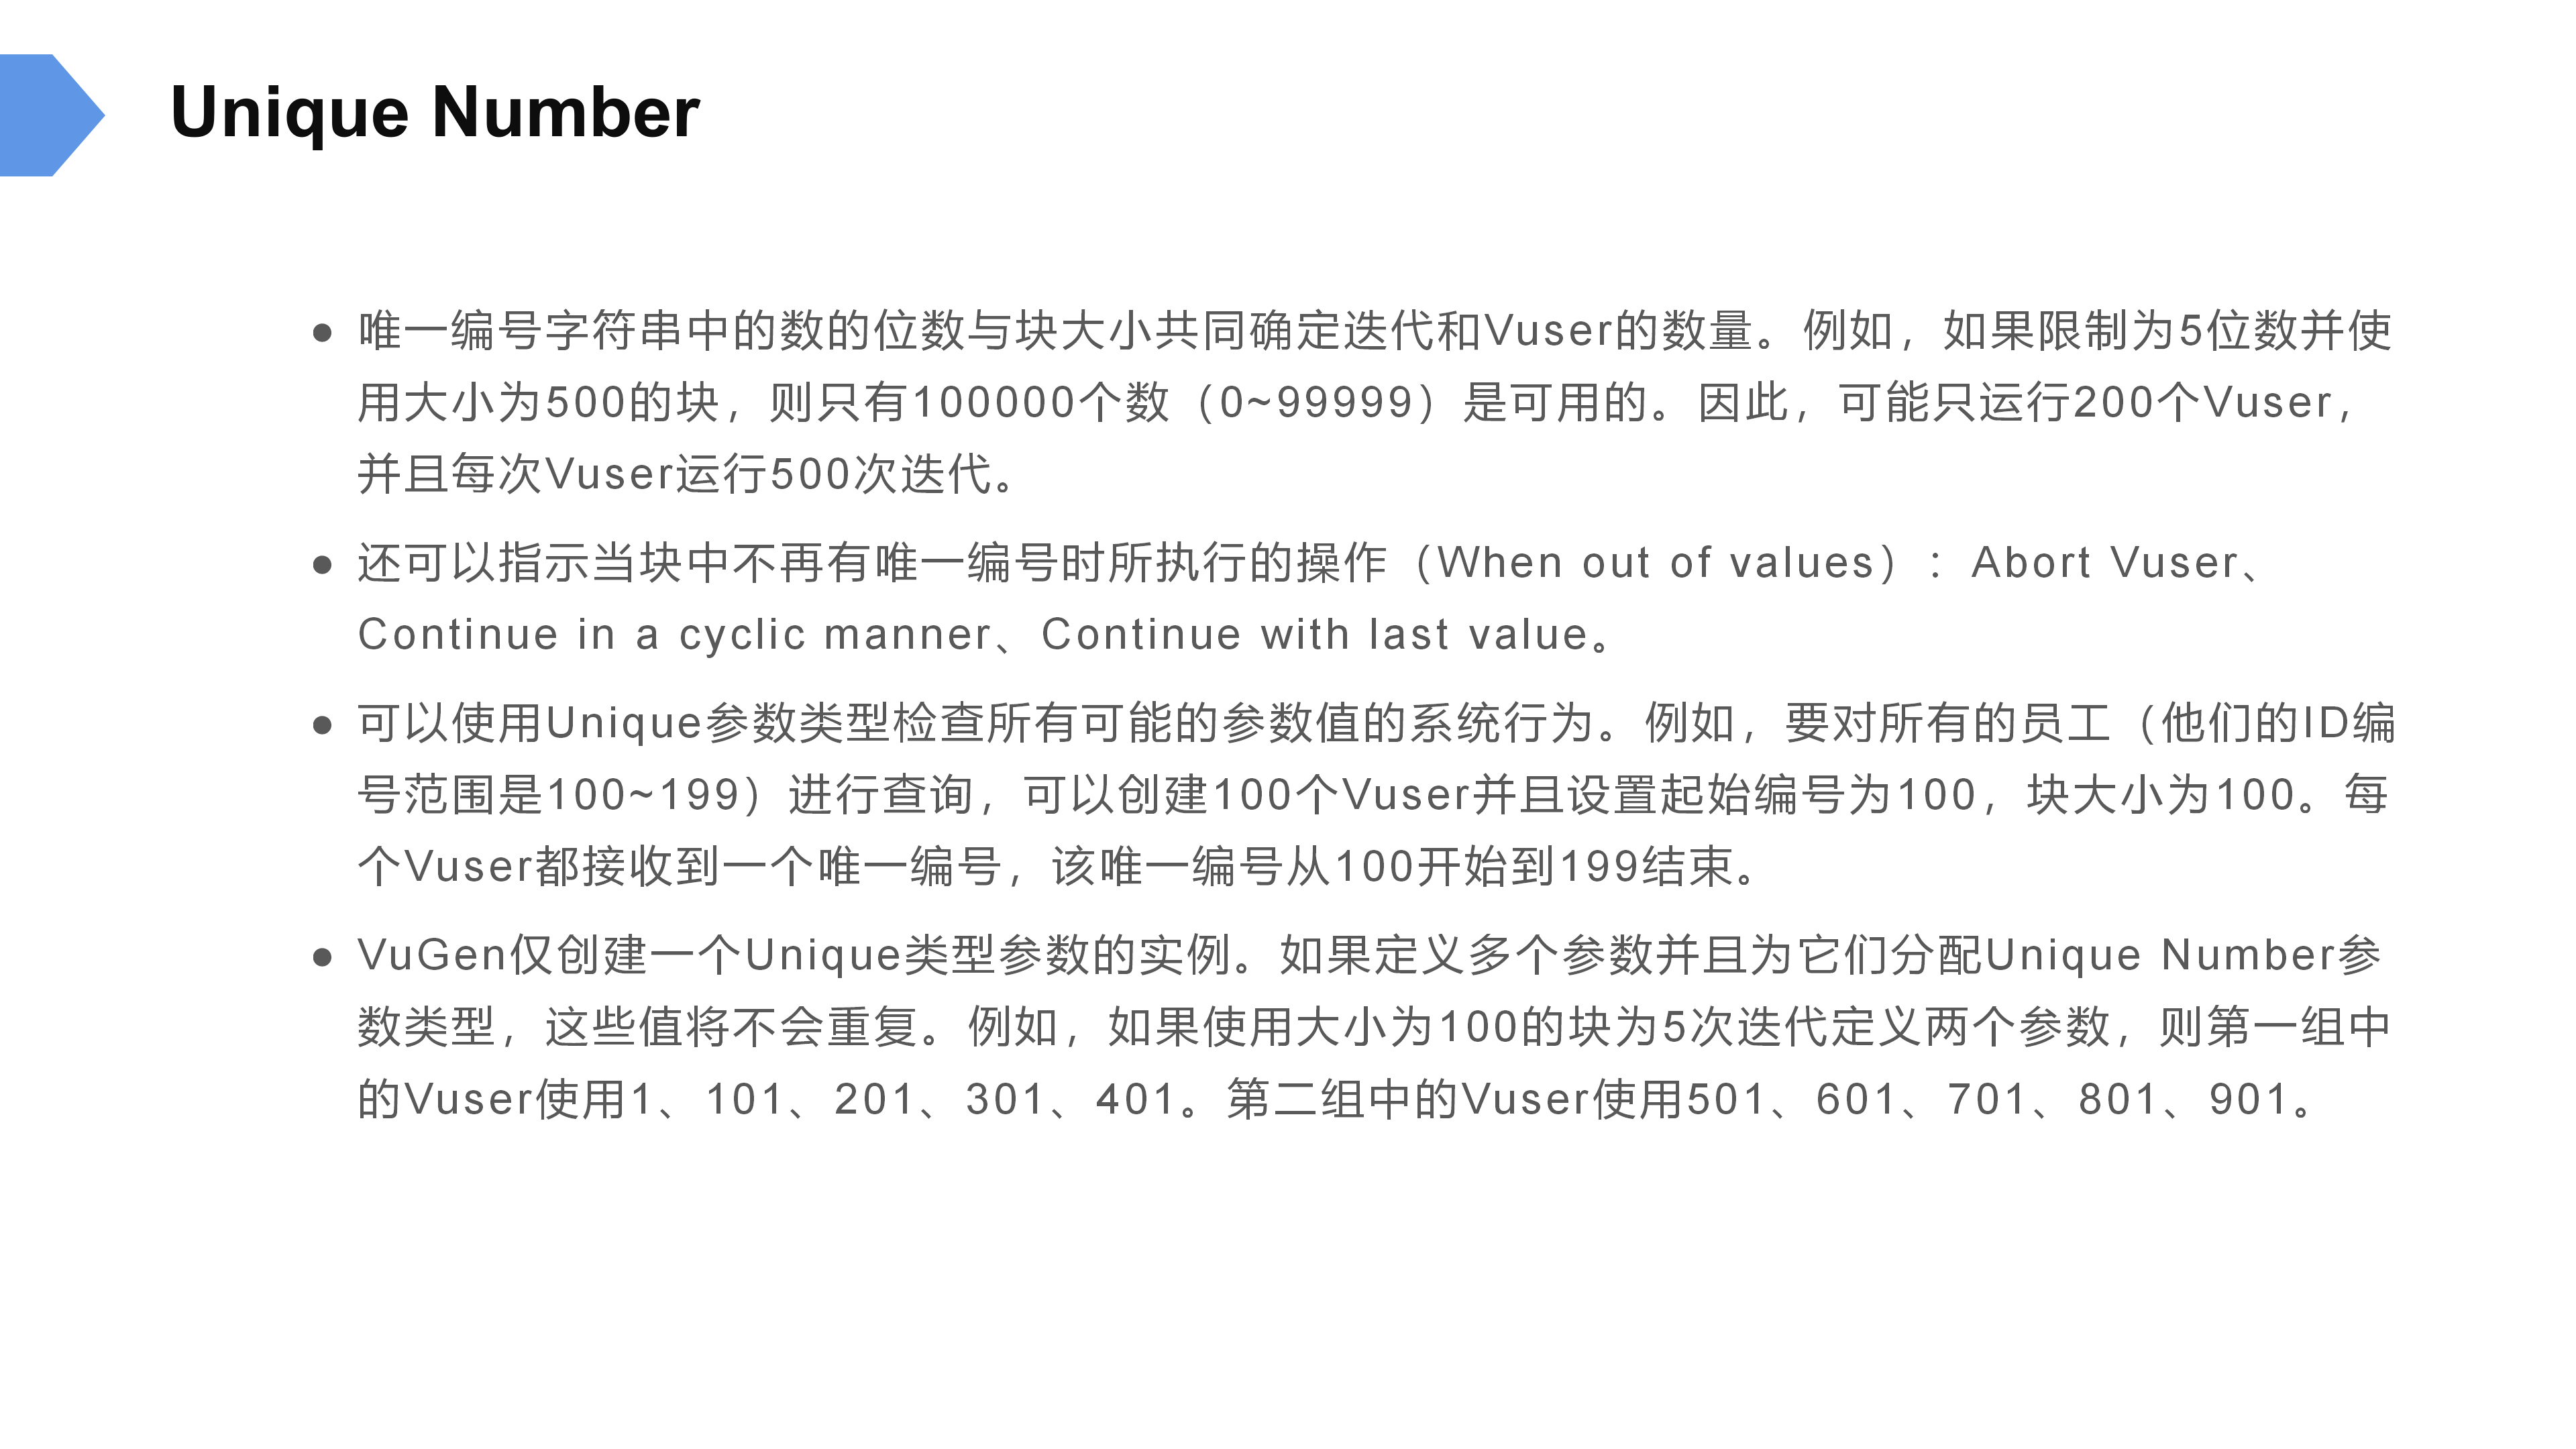 Unique Number
● 唯一编号字符串中的数的位数与块大小共同确定迭代和Vuser的数量。例如，如果限制为5位数并使
用大小为500的块，则只有100000个数（0~99999）是可用的。因此，可能只运行200个Vuser，
并且每次Vuser运行500次迭代。
● 还可以指示当块中不再有唯一编号时所执行的操作（When out of values）：Abort Vuser、
Continue in a cyclic manner、Continue with last value。
● 可以使用Unique参数类型检查所有可能的参数值的系统行为。例如，要对所有的员工（他们的ID编
号范围是100~199）进行查询，可以创建100个Vuser并且设置起始编号为100，块大小为100。每
个Vuser都接收到一个唯一编号，该唯一编号从100开始到199结束。
● VuGen仅创建一个Unique类型参数的实例。如果定义多个参数并且为它们分配Unique Number参
数类型，这些值将不会重复。例如，如果使用大小为100的块为5次迭代定义两个参数，则第一组中
的Vuser使用1、101、201、301、401。第二组中的Vuser使用501、601、701、801、901。